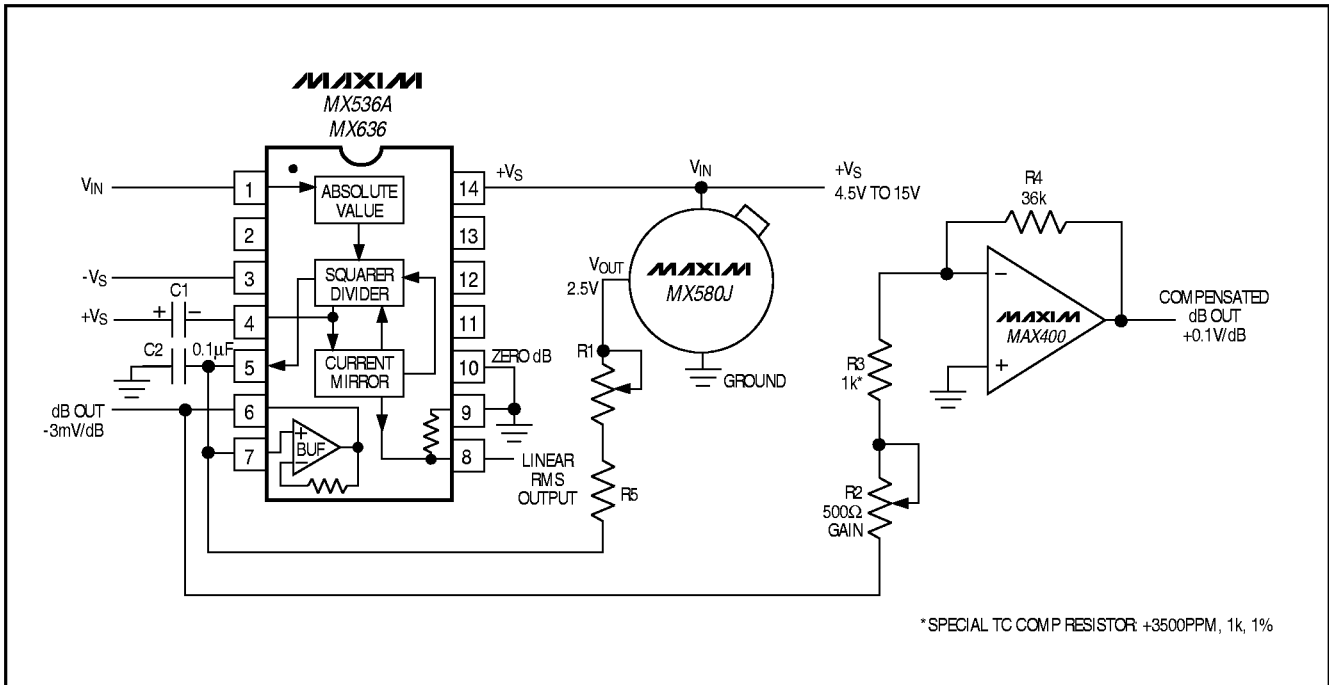 MAXIM
MX536A
MX636
VIN
-VS
+VS
C1
+
−
C2
0.1µF
dB OUT
-3mV/dB
1
2
3
4
5
6
7
ABSOLUTE
VALUE
SQUARER
DIVIDER
CURRENT
MIRROR
+
−
BUF
14
13
12
11
10
9
8
+VS
ZERO dB
LINEAR
RMS
OUTPUT
VIN
+VS
4.5V TO 15V
VOUT
2.5V
MAXIM
MX580J
GROUND
R1
R5
R4
36k
R3
1k*
R2
500Ω
GAIN
−
+
MAXIM
MAX400
COMPENSATED
dB OUT
+0.1V/dB
*SPECIAL TC COMP RESISTOR: +3500PPM, 1k, 1%